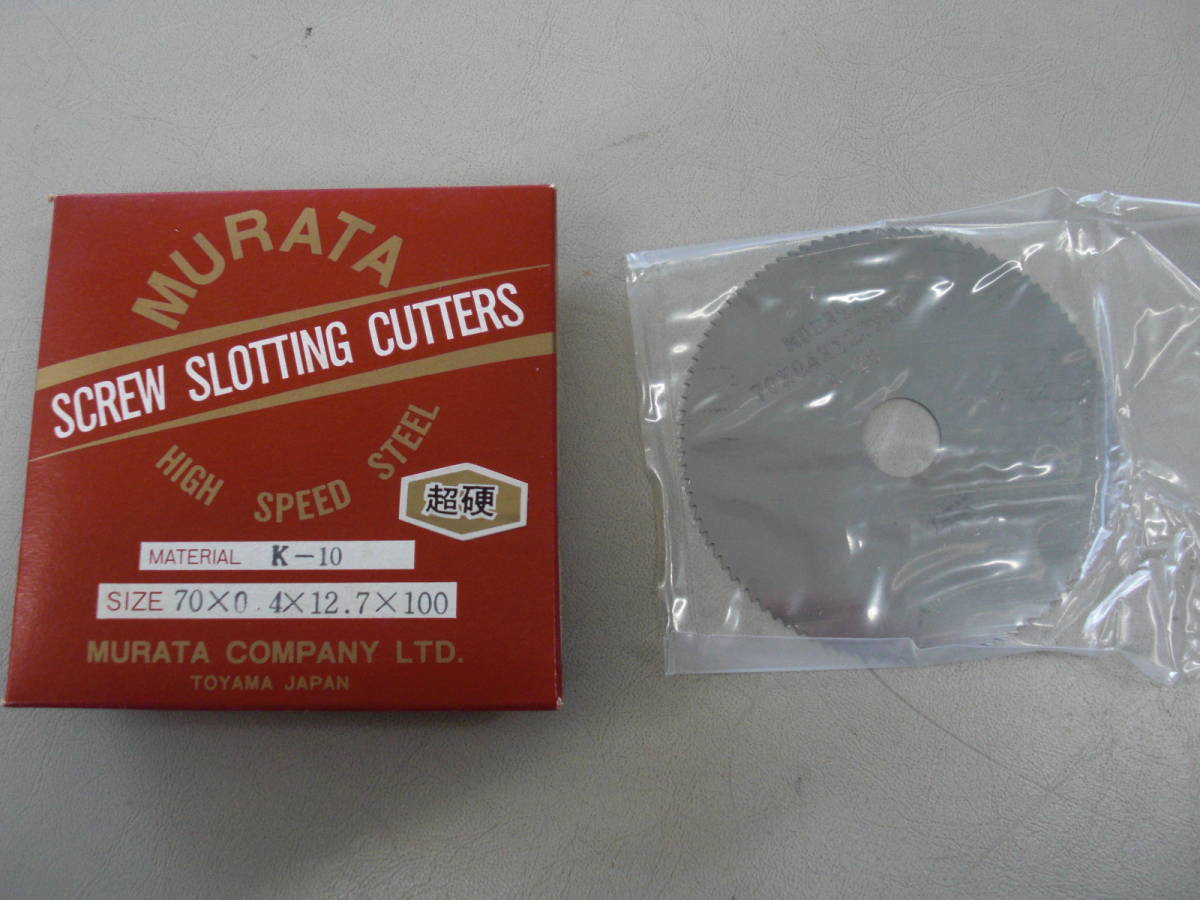 MURATA
SCREW SLOTTING CUTTERS
HIGH SPEED STEEL
超硬
MATERIAL K-10
SIZE 70×0.4×12.7×100
MURATA COMPANY LTD.
TOYAMA JAPAN